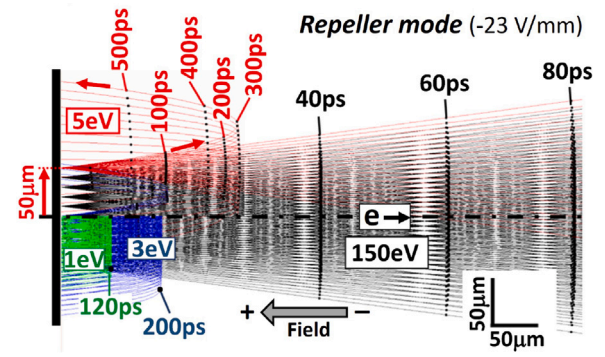 Repeller mode (-23 V/mm)
500ps
400ps
300ps
200ps
100ps
40ps
60ps
80ps
5eV
50μm
e
150eV
1eV
3eV
120ps
200ps
+ −
Field
50μm
50μm